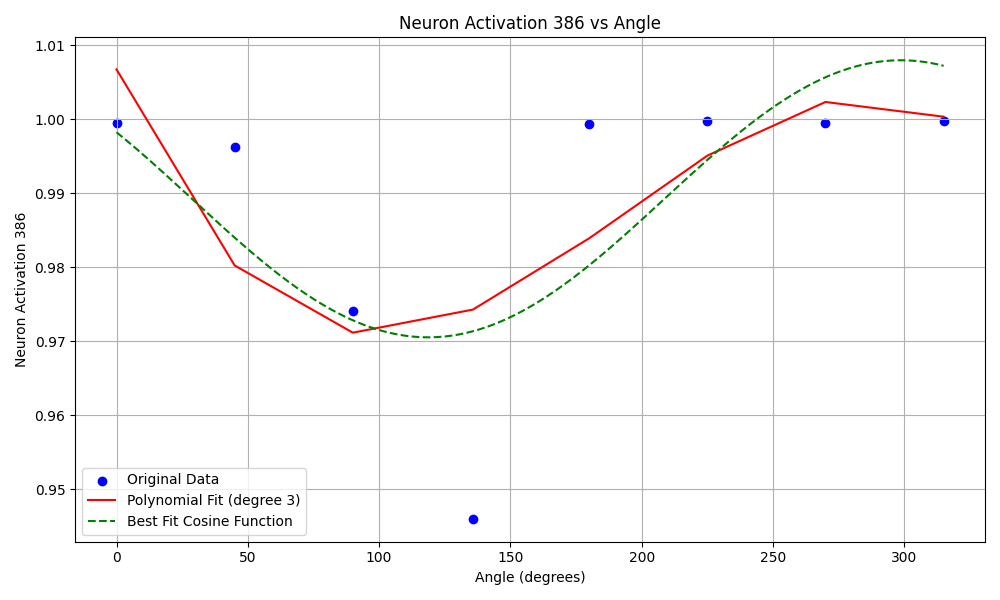 Neuron Activation 386 vs Angle
Neuron Activation 386
1.01
1.00
0.99
0.98
0.97
0.96
0.95
Original Data
Polynomial Fit (degree 3)
Best Fit Cosine Function
0
50
100
150
200
250
300
Angle (degrees)